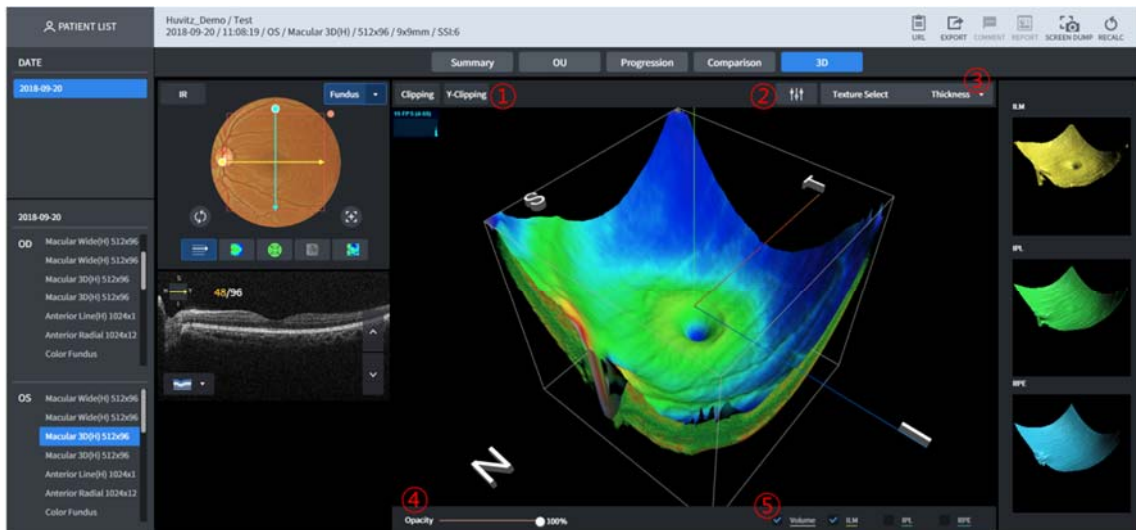 PATIENT LIST
Huvitz_Demo / Test
2018-09-20 / 11:08:19 / OS / Macular 3D(H) / 512x96 / 9x9mm / SSI:6
URL EXPORT COMMENT REPORT SCREEN DUMP RECALC
DATE
2018-09-20
Summary OU Progression Comparison 3D
IR Fundus
Clipping Y-Clipping ① ② Texture Select Thickness ③
ILM
S T
2018-09-20
OD Macular Wide(H) 512x96
Macular Wide(H) 512x96
Macular 3D(H) 512x96
Macular 3D(H) 512x96
Anterior Line(H) 1024x1
Anterior Radial 1024x12
Color Fundus
48/96
IPL
OS Macular Wide(H) 512x96
Macular Wide(H) 512x96
Macular 3D(H) 512x96
Macular 3D(H) 512x96
Anterior Line(H) 1024x1
Anterior Radial 1024x12
Color Fundus
RPE
N I
④ ⑤
Opacity 100% Volume ILM IPL RPE